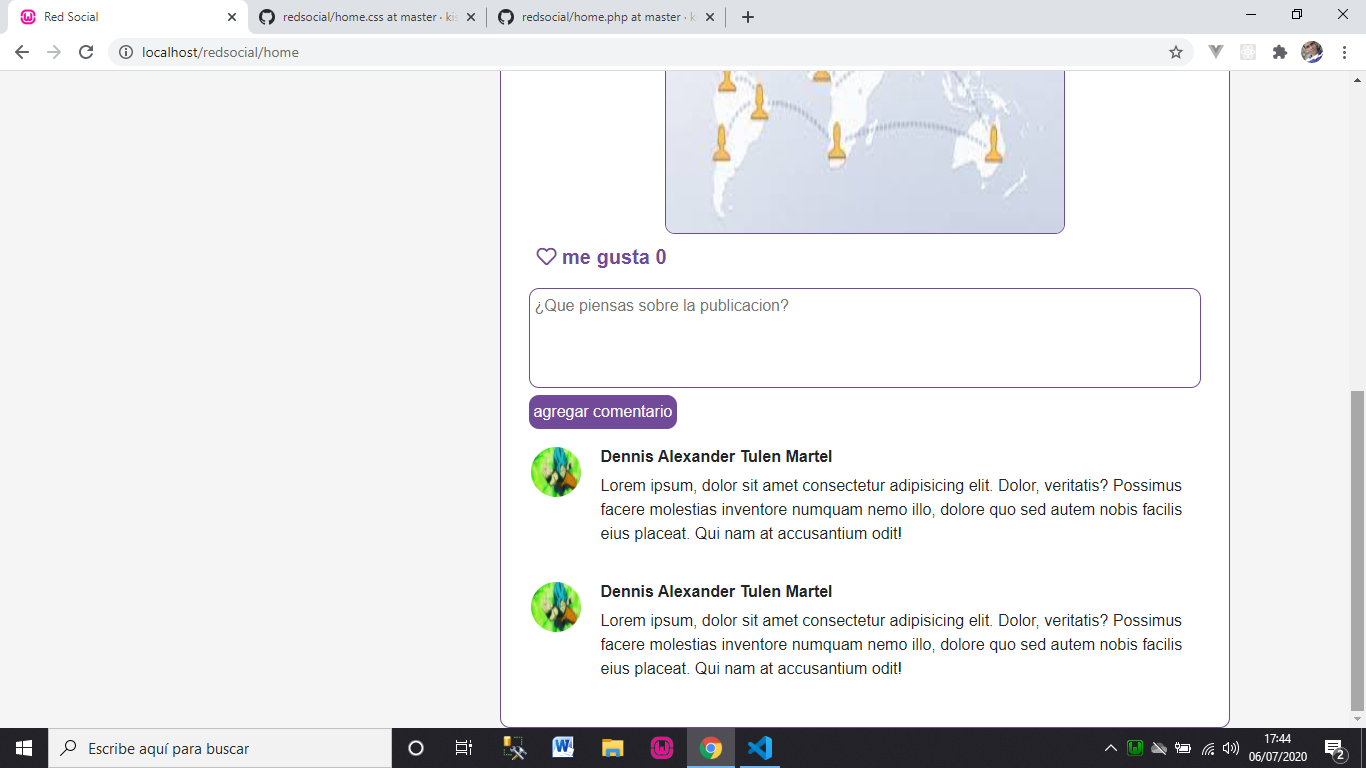 Red Social
redsocial/home.css at master · kis
redsocial/home.php at master · k
localhost/redsocial/home
me gusta 0
¿Que piensas sobre la publicacion?
agregar comentario
Dennis Alexander Tulen Martel
Lorem ipsum, dolor sit amet consectetur adipisicing elit. Dolor, veritatis? Possimus
facere molestias inventore numquam nemo illo, dolore quo sed autem nobis facilis
eius placeat. Qui nam at accusantium odit!
Dennis Alexander Tulen Martel
Lorem ipsum, dolor sit amet consectetur adipisicing elit. Dolor, veritatis? Possimus
facere molestias inventore numquam nemo illo, dolore quo sed autem nobis facilis
eius placeat. Qui nam at accusantium odit!
Escribe aquí para buscar
17:44
06/07/2020
2